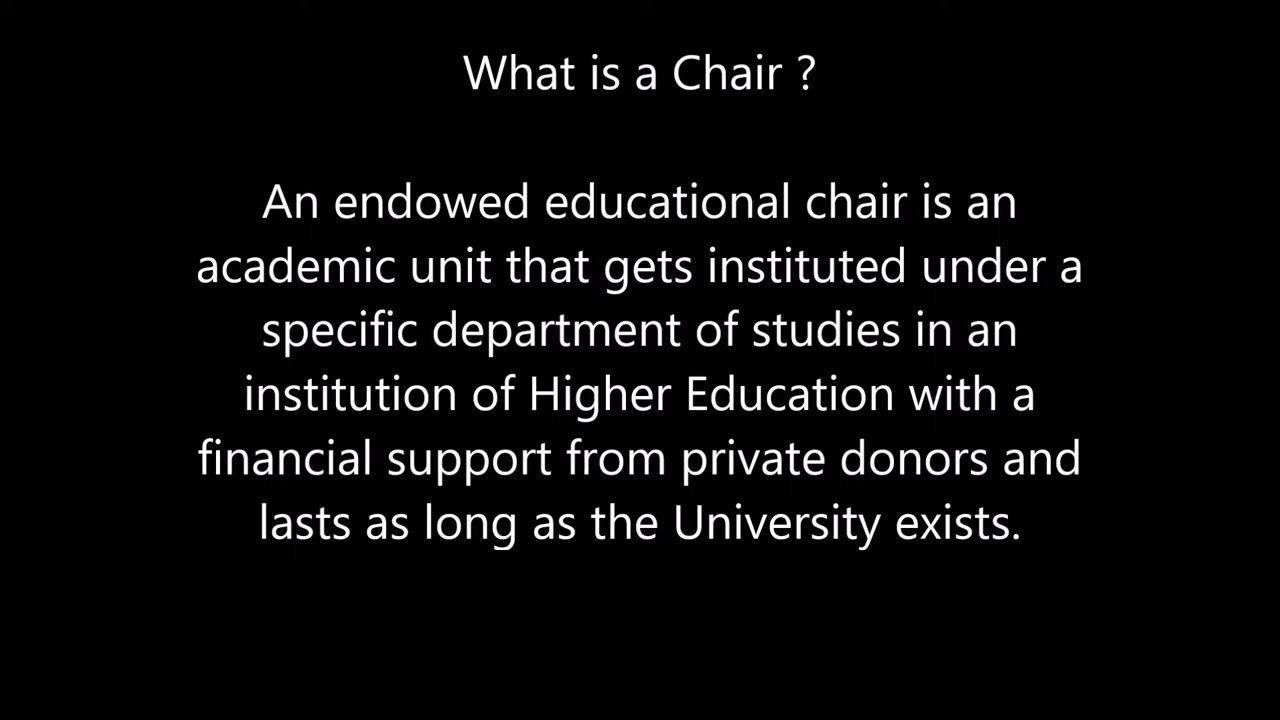 What is a Chair ?
An endowed educational chair is an
academic unit that gets instituted under a
specific department of studies in an
institution of Higher Education with a
financial support from private donors and
lasts as long as the University exists.